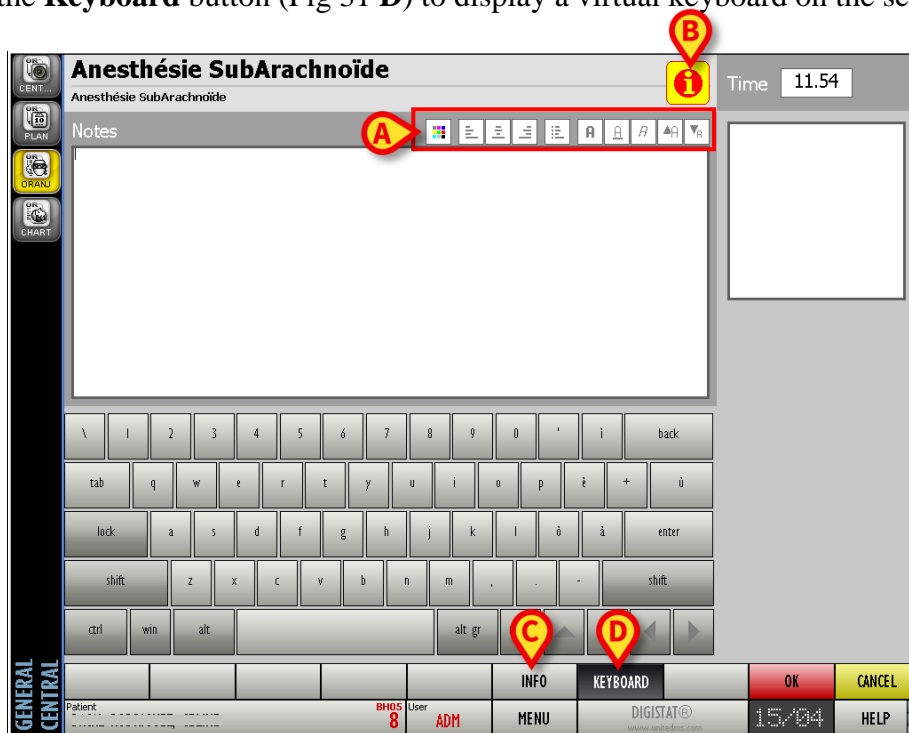 the Keyboard button (Fig 31 D) to display a virtual keyboard on the sc
B
OR
CENT...
Anesthésie SubArachnoïde
Anesthésie SubArachnoïde
Time 11.54
OR
PLAN
Notes
A
OR
ORANJ
OR
CHART
\ 1 2 3 4 5 6 7 8 9 0 ' ì back
tab q w e r t y u i o p è + ù
lock a s d f g h j k l ò à enter
shift z x c v b n m , . - shift
ctrl win alt alt gr
C D
GENERAL
CENTRAL
INFO KEYBOARD OK CANCEL
Patient BH05 8 User ADM MENU DIGISTAT® 15/04 HELP
www.unitedms.com